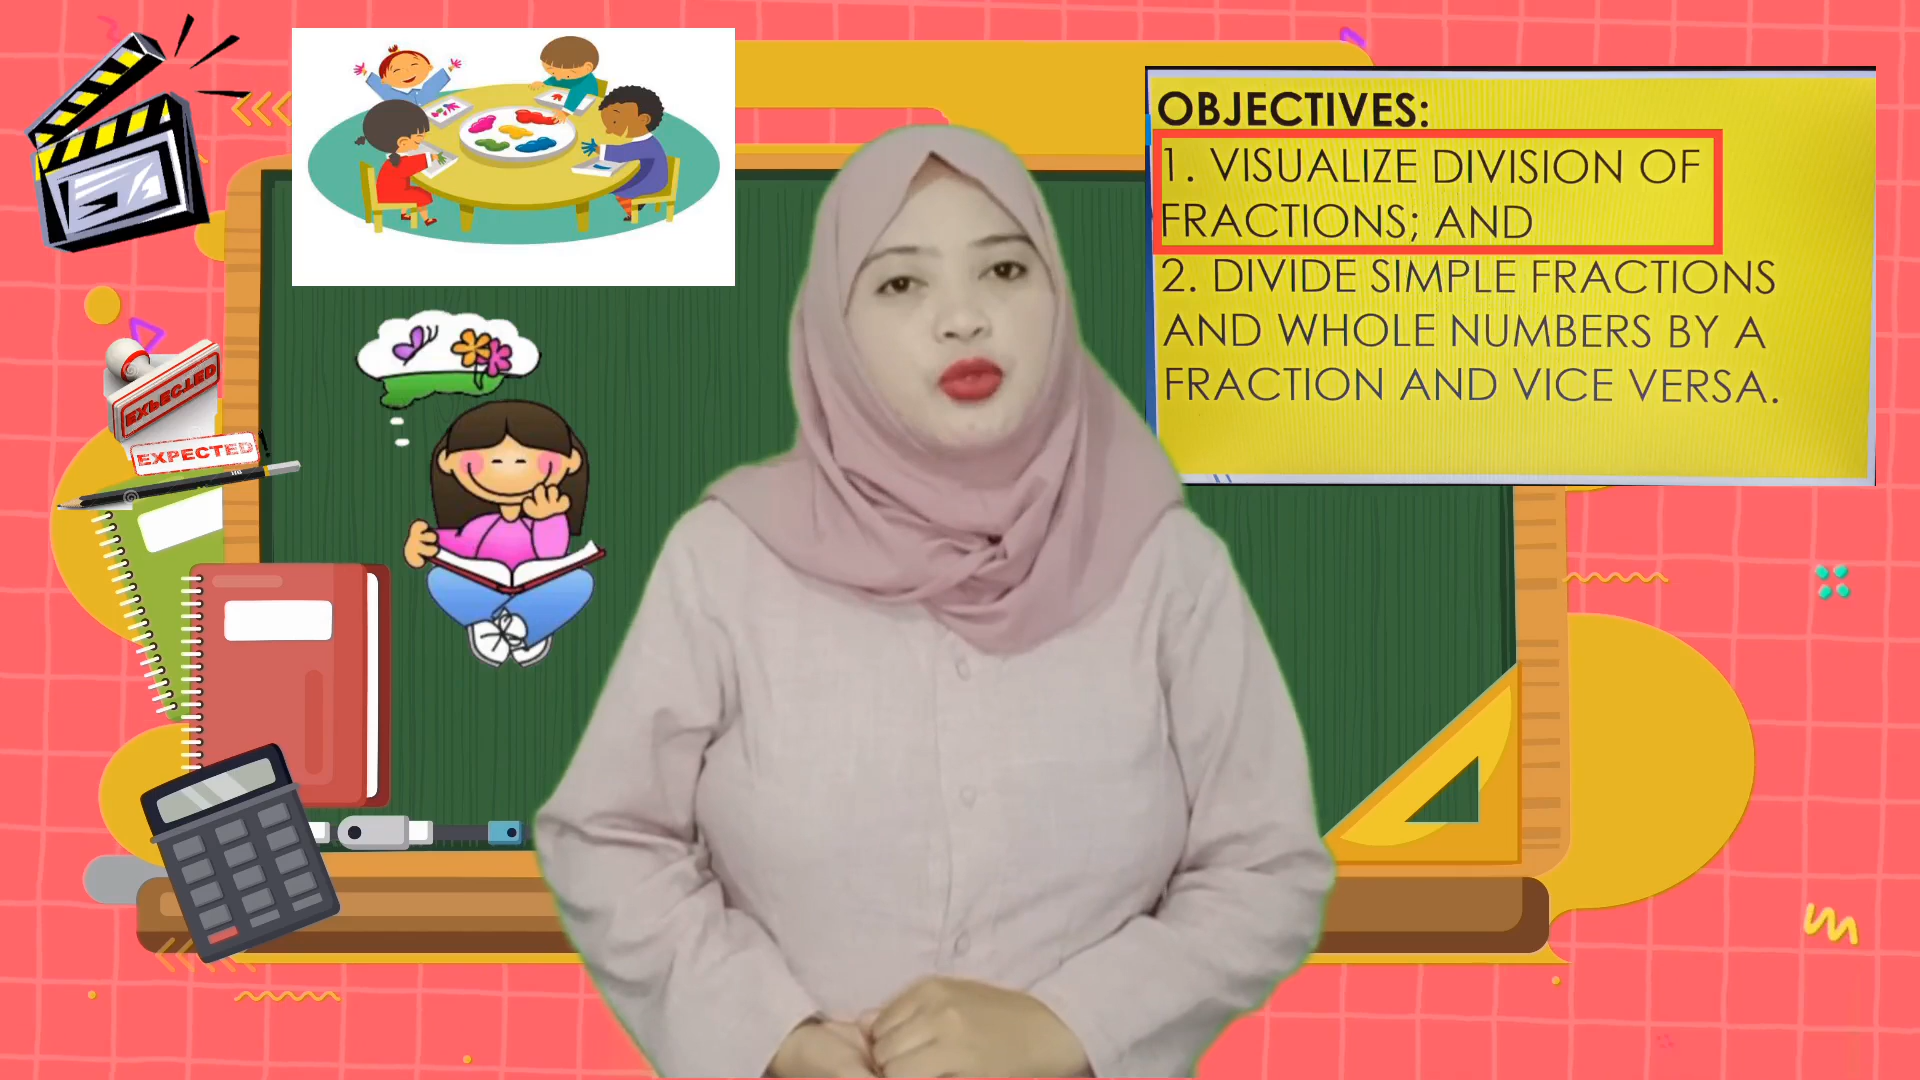 OBJECTIVES:
1. VISUALIZE DIVISION OF
FRACTIONS; AND
2. DIVIDE SIMPLE FRACTIONS
AND WHOLE NUMBERS BY A
FRACTION AND VICE VERSA.
EXPECTED
EXPECTED